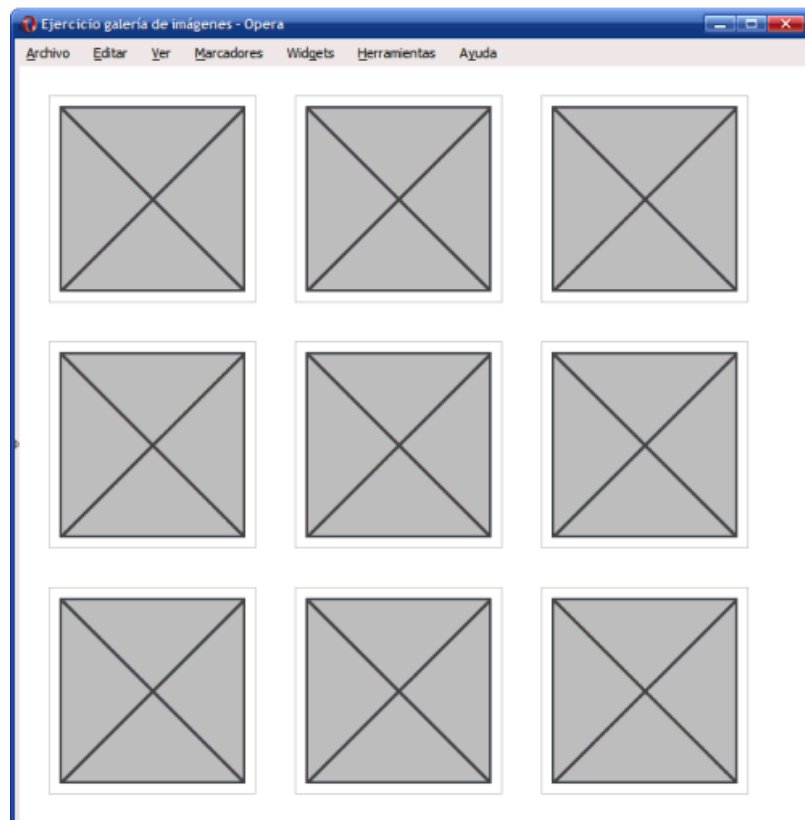 Ejercicio galería de imágenes - Opera
Archivo Editar Ver Marcadores Widgets Herramientas Ayuda